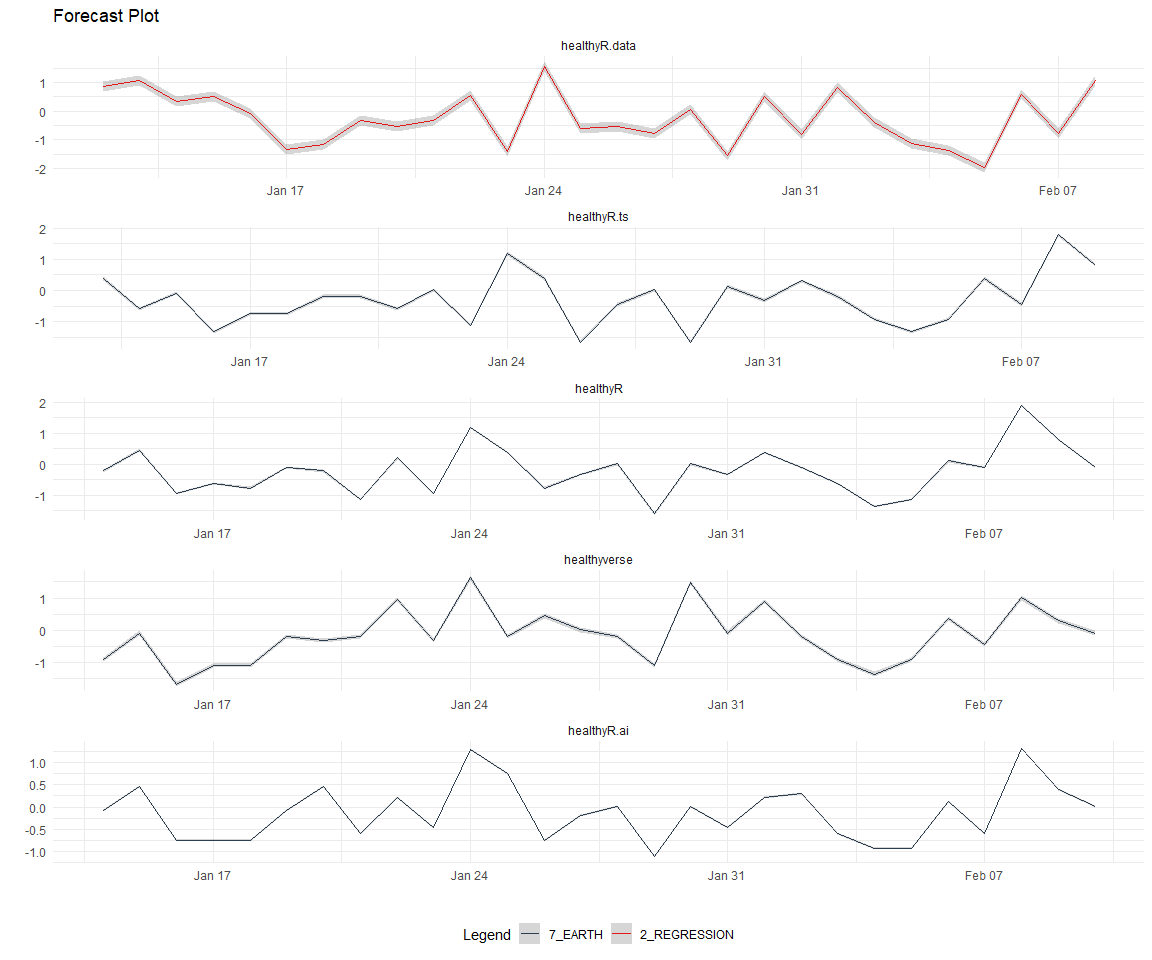 Forecast Plot
healthyR.data
1
0
-1
-2
Jan 17 Jan 24 Jan 31 Feb 07
healthyR.ts
2
1
0
-1
Jan 17 Jan 24 Jan 31 Feb 07
healthyR
2
1
0
-1
Jan 17 Jan 24 Jan 31 Feb 07
healthyverse
1
0
-1
Jan 17 Jan 24 Jan 31 Feb 07
healthyR.ai
1.0
0.5
0.0
-0.5
-1.0
Jan 17 Jan 24 Jan 31 Feb 07
Legend 7_EARTH 2_REGRESSION